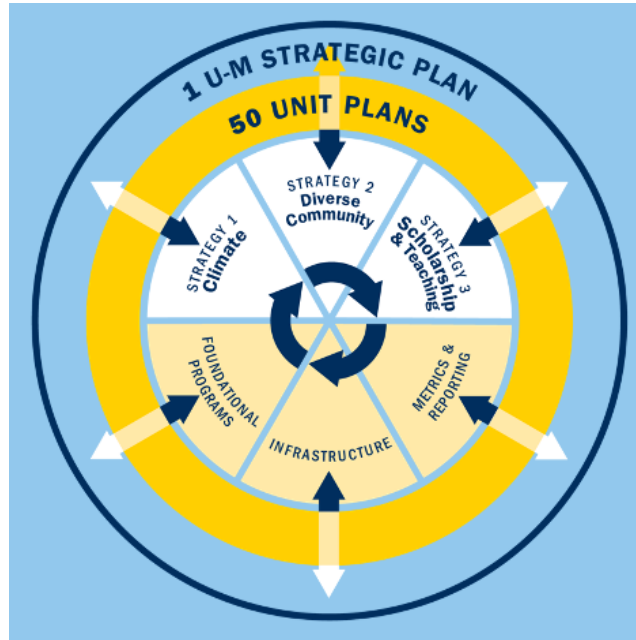 1 U-M STRATEGIC PLAN
50 UNIT PLANS
STRATEGY 1
Climate
STRATEGY 2
Diverse
Community
STRATEGY 3
Scholarship
& Teaching
FOUNDATIONAL
PROGRAMS
INFRASTRUCTURE
METRICS &
REPORTING